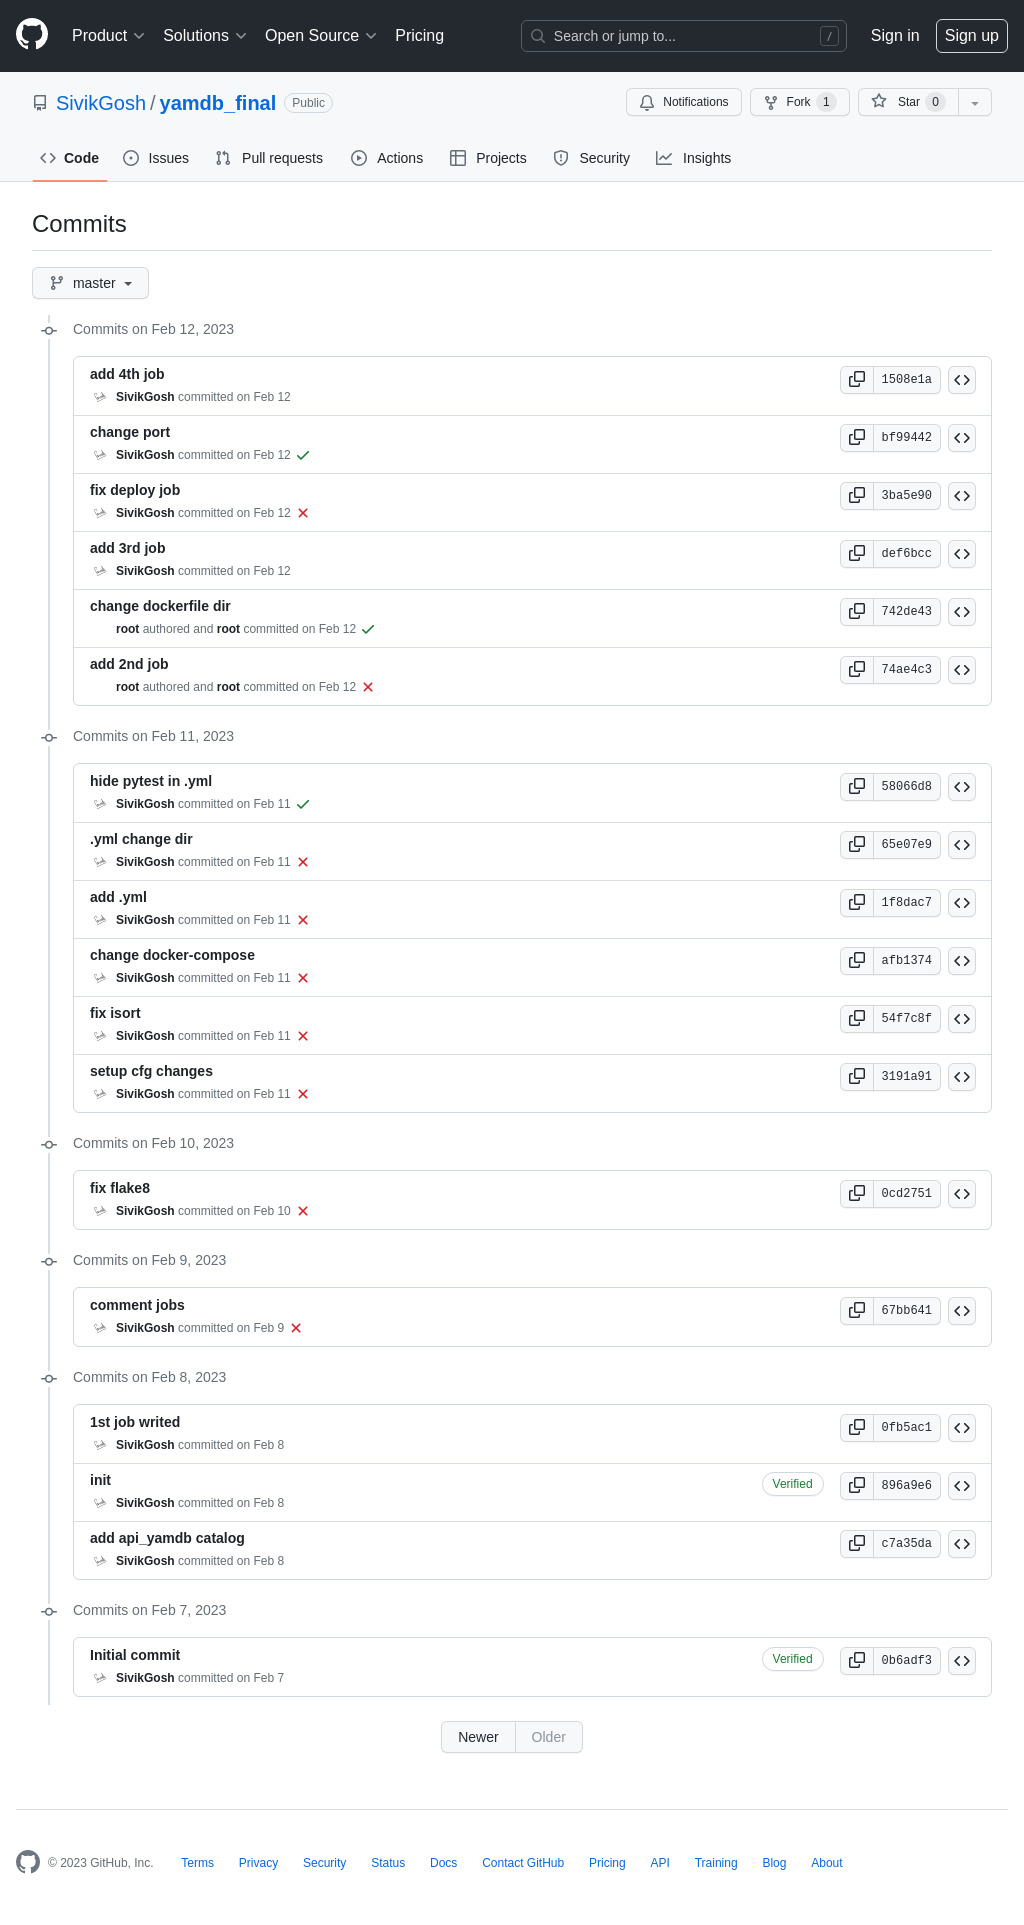 Product Solutions Open Source Pricing Search or jump to... / Sign in Sign up
SivikGosh / yamdb_final Public Notifications Fork 1 Star 0
Code Issues Pull requests Actions Projects Security Insights
Commits
master
Commits on Feb 12, 2023
add 4th job
1508e1a
SivikGosh committed on Feb 12
change port
bf99442
SivikGosh committed on Feb 12
fix deploy job
3ba5e90
SivikGosh committed on Feb 12
add 3rd job
def6bcc
SivikGosh committed on Feb 12
change dockerfile dir
742de43
root authored and root committed on Feb 12
add 2nd job
74ae4c3
root authored and root committed on Feb 12
Commits on Feb 11, 2023
hide pytest in .yml
58066d8
SivikGosh committed on Feb 11
.yml change dir
65e07e9
SivikGosh committed on Feb 11
add .yml
1f8dac7
SivikGosh committed on Feb 11
change docker-compose
afb1374
SivikGosh committed on Feb 11
fix isort
54f7c8f
SivikGosh committed on Feb 11
setup cfg changes
3191a91
SivikGosh committed on Feb 11
Commits on Feb 10, 2023
fix flake8
0cd2751
SivikGosh committed on Feb 10
Commits on Feb 9, 2023
comment jobs
67bb641
SivikGosh committed on Feb 9
Commits on Feb 8, 2023
1st job writed
0fb5ac1
SivikGosh committed on Feb 8
init
Verified 896a9e6
SivikGosh committed on Feb 8
add api_yamdb catalog
c7a35da
SivikGosh committed on Feb 8
Commits on Feb 7, 2023
Initial commit
Verified 0b6adf3
SivikGosh committed on Feb 7
Newer Older
© 2023 GitHub, Inc. Terms Privacy Security Status Docs Contact GitHub Pricing API Training Blog About